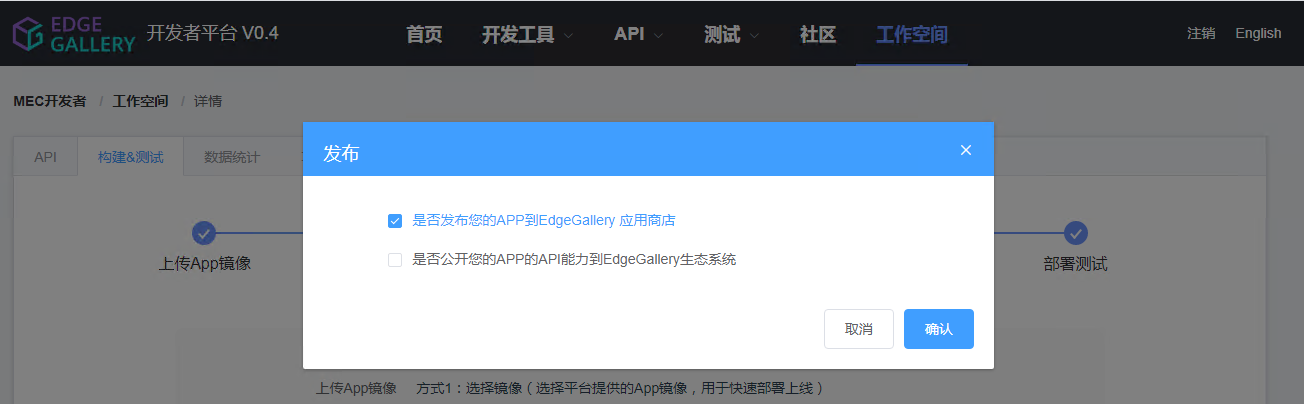 EDGE GALLERY 开发者平台 V0.4 首页 开发工具 API 测试 社区 工作空间 注销 English
MEC开发者 / 工作空间 / 详情
API 构建&测试 数据统计
发布
是否发布您的APP到EdgeGallery 应用商店
上传App镜像 部署测试
是否公开您的APP的API能力到EdgeGallery生态系统
取消 确认
上传App镜像 方式1：选择镜像（选择平台提供的App镜像，用于快速部署上线）